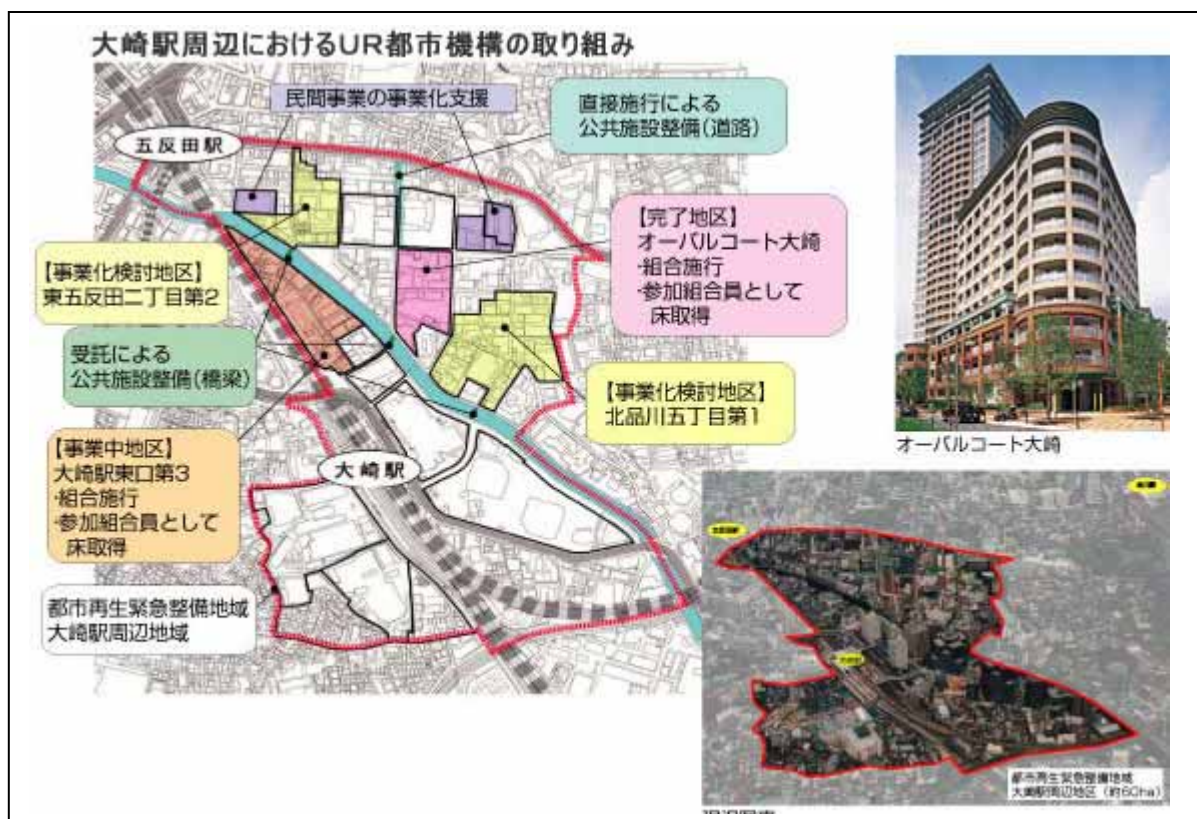 大崎駅周辺におけるUR都市機構の取り組み
民間事業の事業化支援
直接施行による
公共施設整備(道路)
五反田駅
【完了地区】
オーバルコート大崎
・組合施行
・参加組合員として
床取得
【事業化検討地区】
東五反田二丁目第2
受託による
公共施設整備(橋梁)
【事業化検討地区】
北品川五丁目第1
【事業中地区】
大崎駅東口第3
・組合施行
・参加組合員として
床取得
大崎駅
都市再生緊急整備地域
大崎駅周辺地域
オーバルコート大崎
都市再生緊急整備地域
大崎駅周辺地区(約60ha)